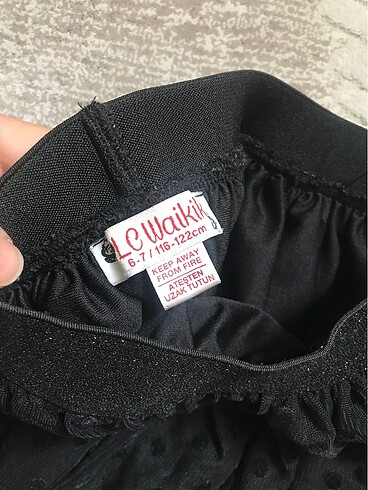 LC Waikiki
6-7 / 116-122cm
KEEP AWAY
FROM FIRE
ATEŞTEN
UZAK TUTUN